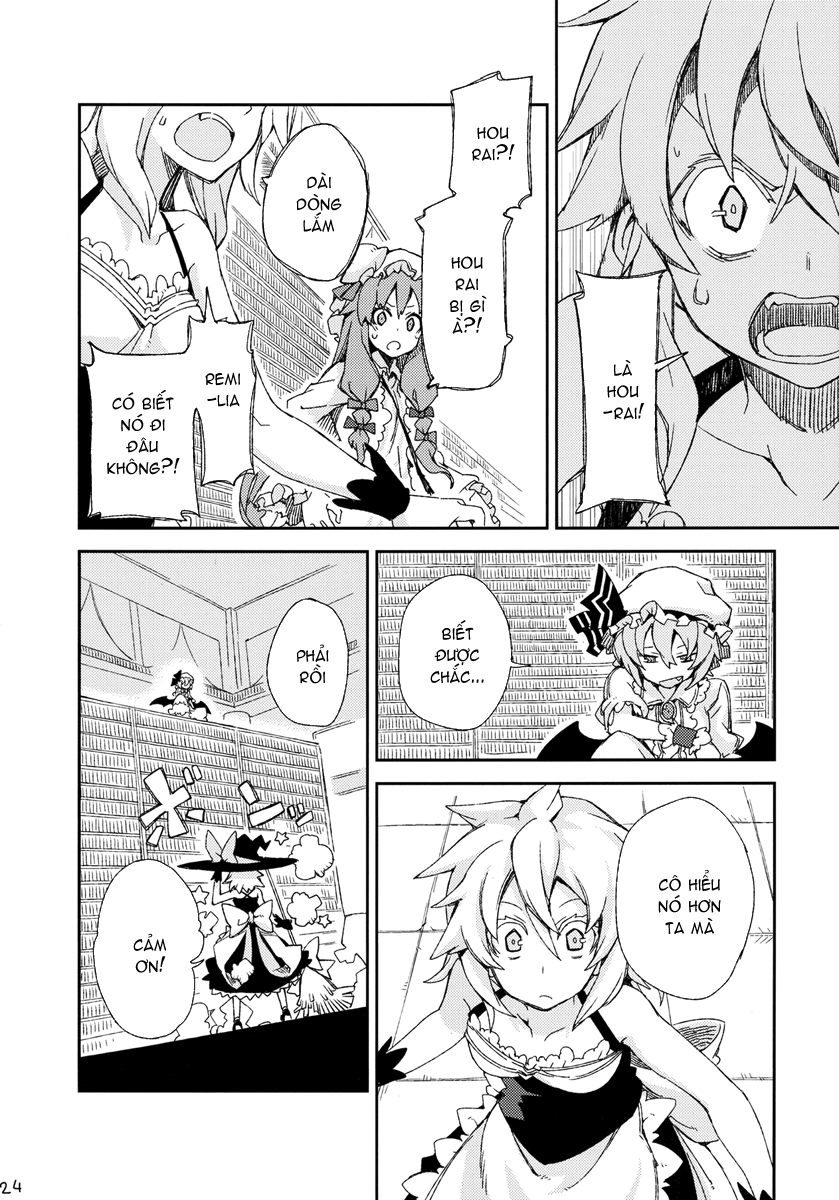 LÀ HOU
-RAI!
HOU
RAI?!
HOU
RAI
BỊ GÌ
À?!
DÀI
DÒNG
LẮM
REMI
-LIA
CÓ BIẾT
NÓ ĐI
ĐÂU
KHÔNG?!
BIẾT
ĐƯỢC
CHẮC...
CÔ HIỂU
NÓ HƠN
TA MÀ
PHẢI
RỒI
CẢM
ƠN!
24